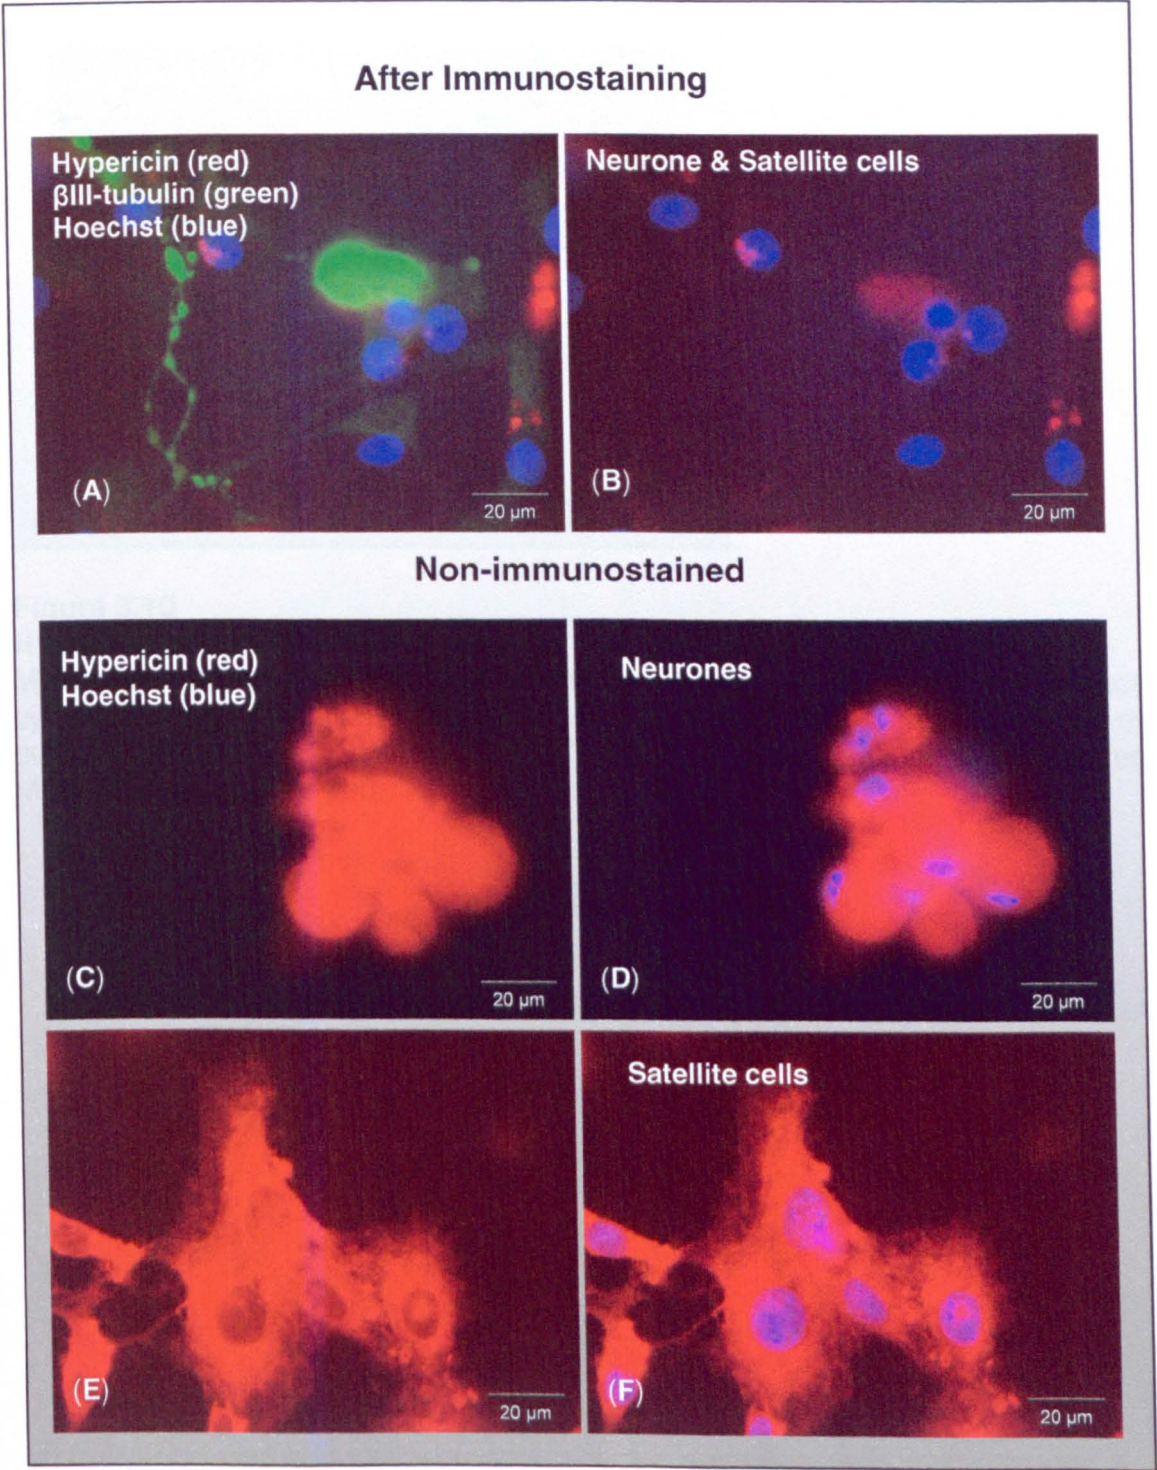 After Immunostaining
Hypericin (red)
βIII-tubulin (green)
Hoechst (blue)
(A)
20 µm
Neurone & Satellite cells
(B)
20 µm
Non-immunostained
Hypericin (red)
Hoechst (blue)
(C)
20 µm
Neurones
(D)
20 µm
(E)
20 µm
Satellite cells
(F)
20 µm